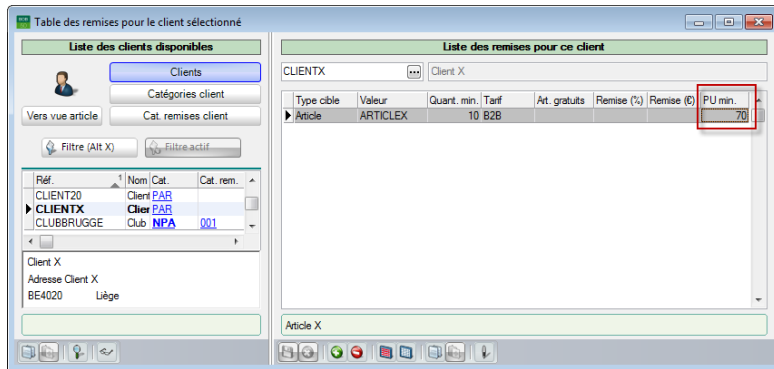 Table des remises pour le client sélectionné
Liste des clients disponibles
Clients
Catégories client
Vers vue article
Cat. remises client
Filtre (Alt X)
Filtre actif
Réf. 1 Nom Cat. Cat. rem.
CLIENT20 Client PAR
CLIENTX Clier PAR
CLUBBRUGGE Club NPA 001
Client X
Adresse Client X
BE4020 Liège
Liste des remises pour ce client
CLIENTX ... Client X
Type cible Valeur Quant. min. Tarif Art. gratuits Remise (%) Remise (€) PU min.
Article ARTICLEX 10 B2B 70
Article X